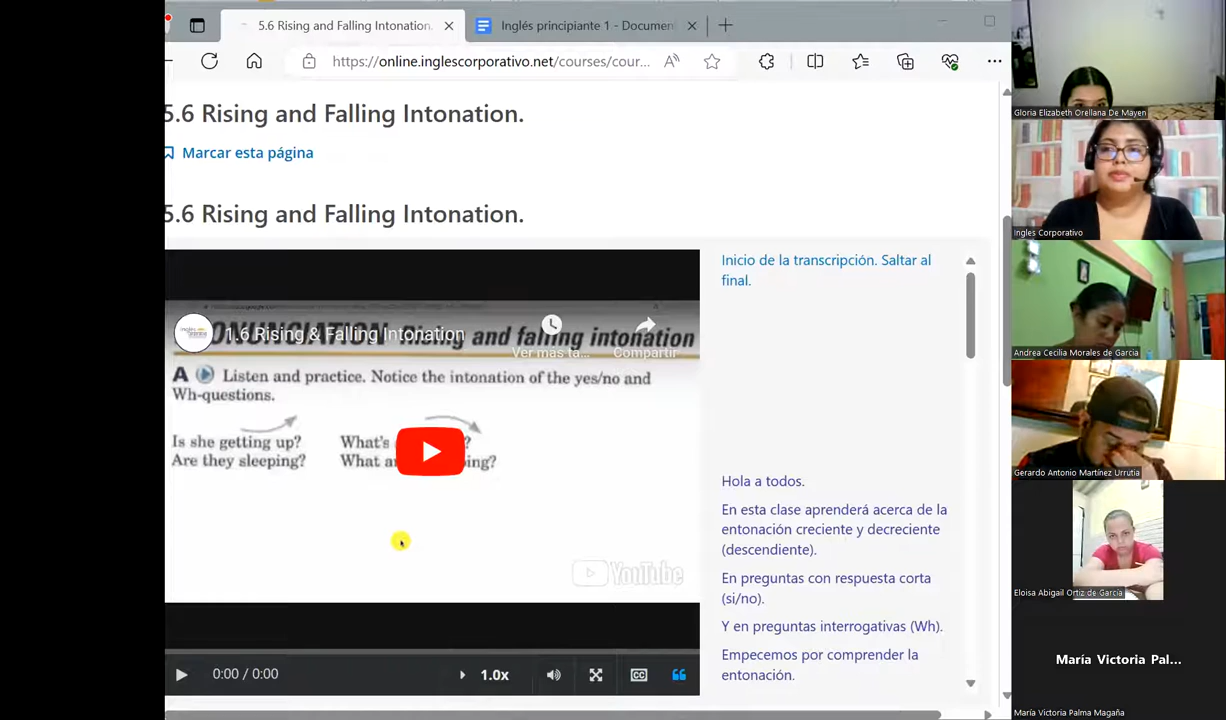 5.6 Rising and Falling Intonation.
Inglés principiante 1 - Documen
https://online.inglescorporativo.net/courses/cour...
5.6 Rising and Falling Intonation.
Marcar esta página
5.6 Rising and Falling Intonation.
1.6 Rising & Falling Intonation
Rising and falling intonation
Ver más ta...
Compartir
A Listen and practice. Notice the intonation of the yes/no and
Wh-questions.
Is she getting up? What's
Are they sleeping? What
YouTube
0:00 / 0:00
1.0x
CC
Inicio de la transcripción. Saltar al
final.
Hola a todos.
En esta clase aprenderá acerca de la
entonación creciente y decreciente
(descendiente).
En preguntas con respuesta corta
(si/no).
Y en preguntas interrogativas (Wh).
Empecemos por comprender la
entonación.
Gloria Elizabeth Orellana De Mayen
Ingles Corporativo
Andrea Cecilia Morales de Garcia
Gerardo Antonio Martínez Urrutia
Eloisa Abigail Ortiz de García
María Victoria Pal...
María Victoria Palma Magaña